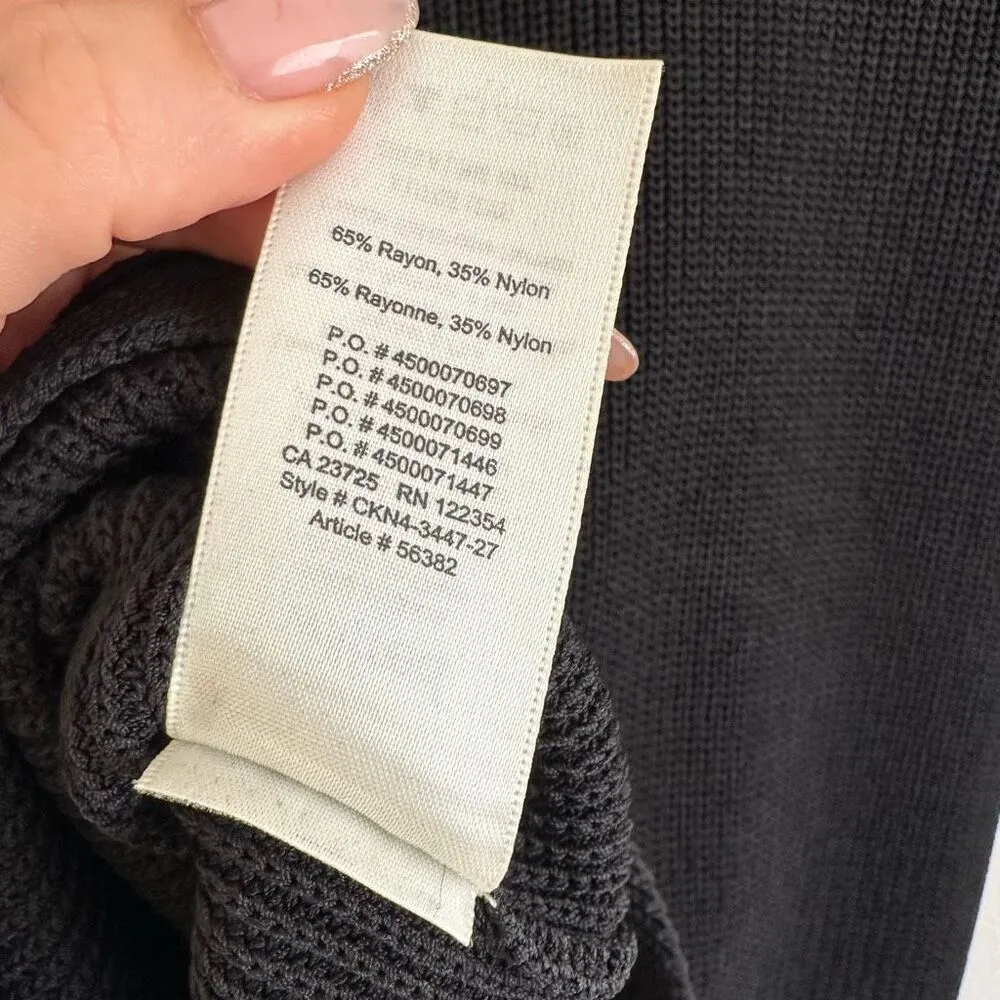 65% Rayon, 35% Nylon
65% Rayonne, 35% Nylon
P.O. # 4500070697
P.O. # 4500070698
P.O. # 4500070699
P.O. # 4500071446
P.O. # 4500071447
CA 23725 RN 122354
Style # CKN4-3447-27
Article # 56382